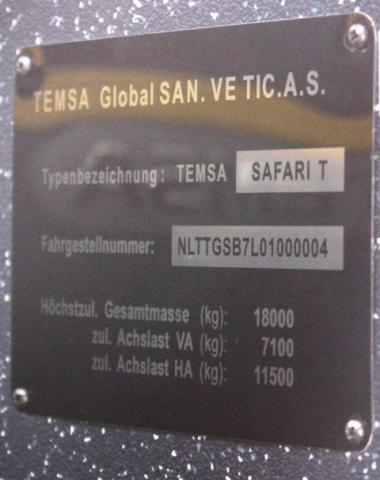 TEMSA Global SAN. VE TIC.A.S.
Typenbezeichnung: TEMSA SAFARI T
Fahrgestellnummer: NLTTGSB7L01000004
Höchstzul. Gesamtmasse (kg): 18000
zul. Achslast VA (kg): 7100
zul. Achslast HA (kg): 11500